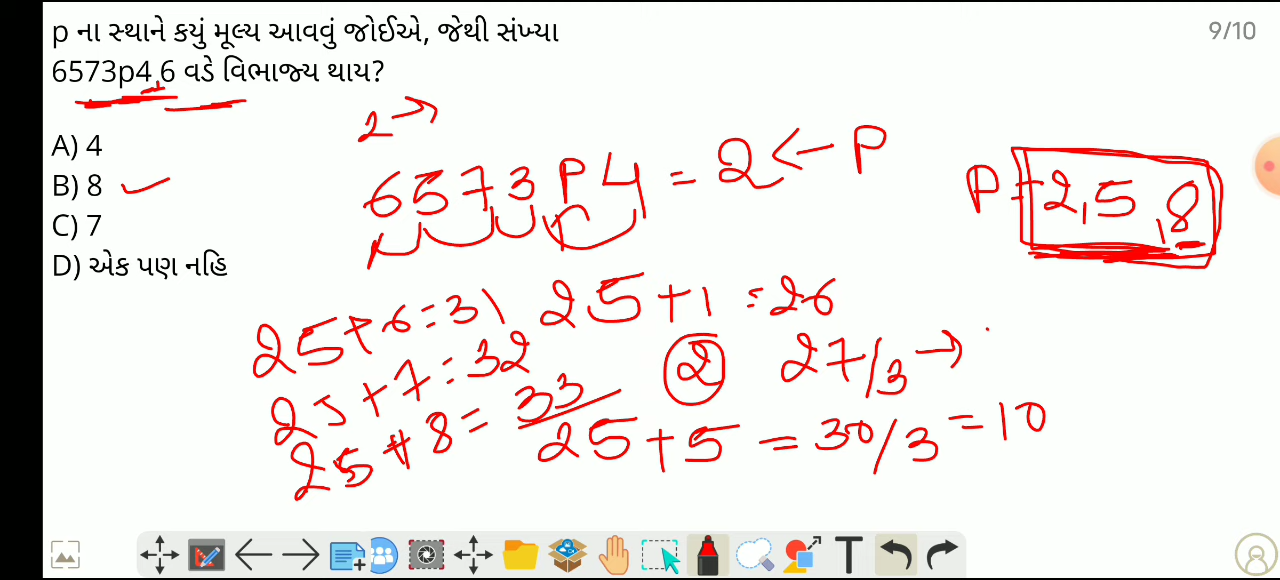 p ના સ્થાને કયું મૂલ્ય આવવું જોઈએ, જેથી સંખ્યા
6573p4,6 વડે વિભાજ્ય થાય?
9/10
A) 4
B) 8
C) 7
D) એક પણ નહિ
2 →
6573P4 = 2 ← P
P = 2,5,8
25+6=31
25+1=26
25+7=32
2
27/3 →
25+8=33
25+5=30/3=10
T